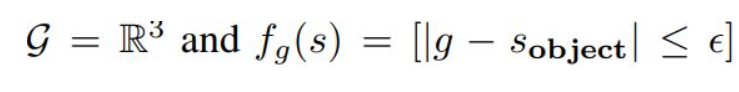 𝒢 = ℝ³ and f_g(s) = [|g − s_object| ≤ ϵ]